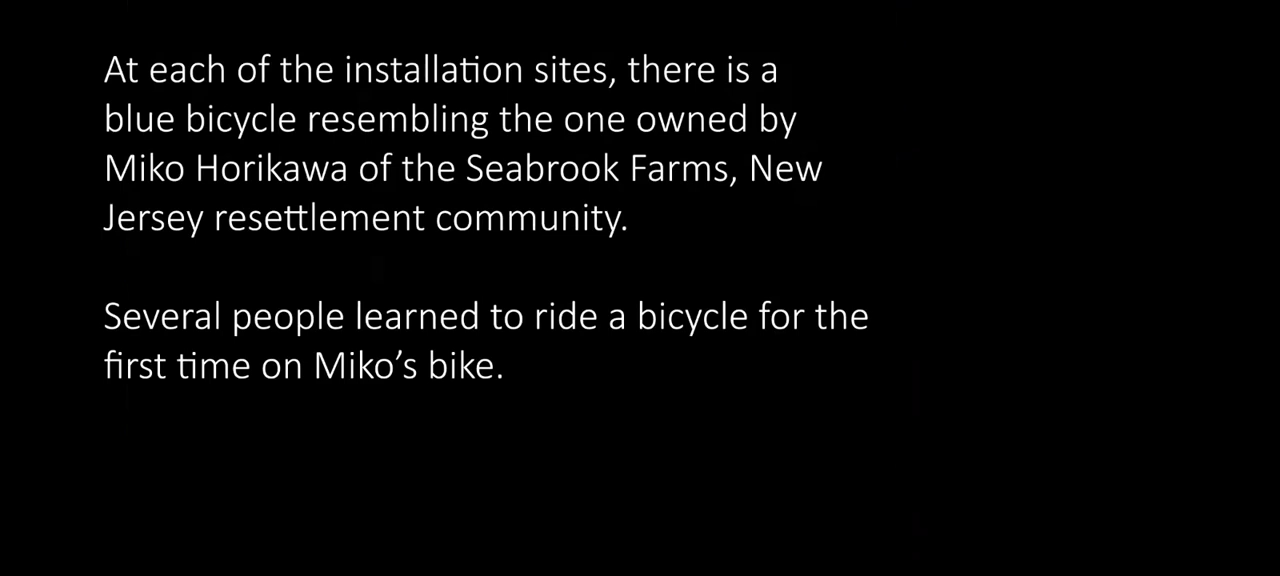 At each of the installation sites, there is a
blue bicycle resembling the one owned by
Miko Horikawa of the Seabrook Farms, New
Jersey resettlement community.
Several people learned to ride a bicycle for the
first time on Miko’s bike.